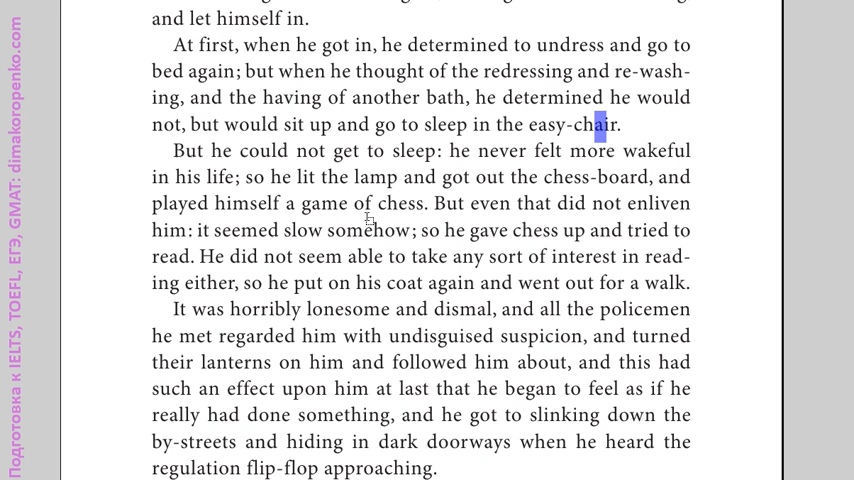 and let himself in.
At first, when he got in, he determined to undress and go to
bed again; but when he thought of the redressing and re-wash-
ing, and the having of another bath, he determined he would
not, but would sit up and go to sleep in the easy-chair.
But he could not get to sleep: he never felt more wakeful
in his life; so he lit the lamp and got out the chess-board, and
played himself a game of chess. But even that did not enliven
him: it seemed slow somehow; so he gave chess up and tried to
read. He did not seem able to take any sort of interest in read-
ing either, so he put on his coat again and went out for a walk.
It was horribly lonesome and dismal, and all the policemen
he met regarded him with undisguised suspicion, and turned
their lanterns on him and followed him about, and this had
such an effect upon him at last that he began to feel as if he
really had done something, and he got to slinking down the
by-streets and hiding in dark doorways when he heard the
regulation flip-flop approaching.
Подготовка к IELTS, TOEFL, ЕГЭ, GMAT: dimakoropenko.com